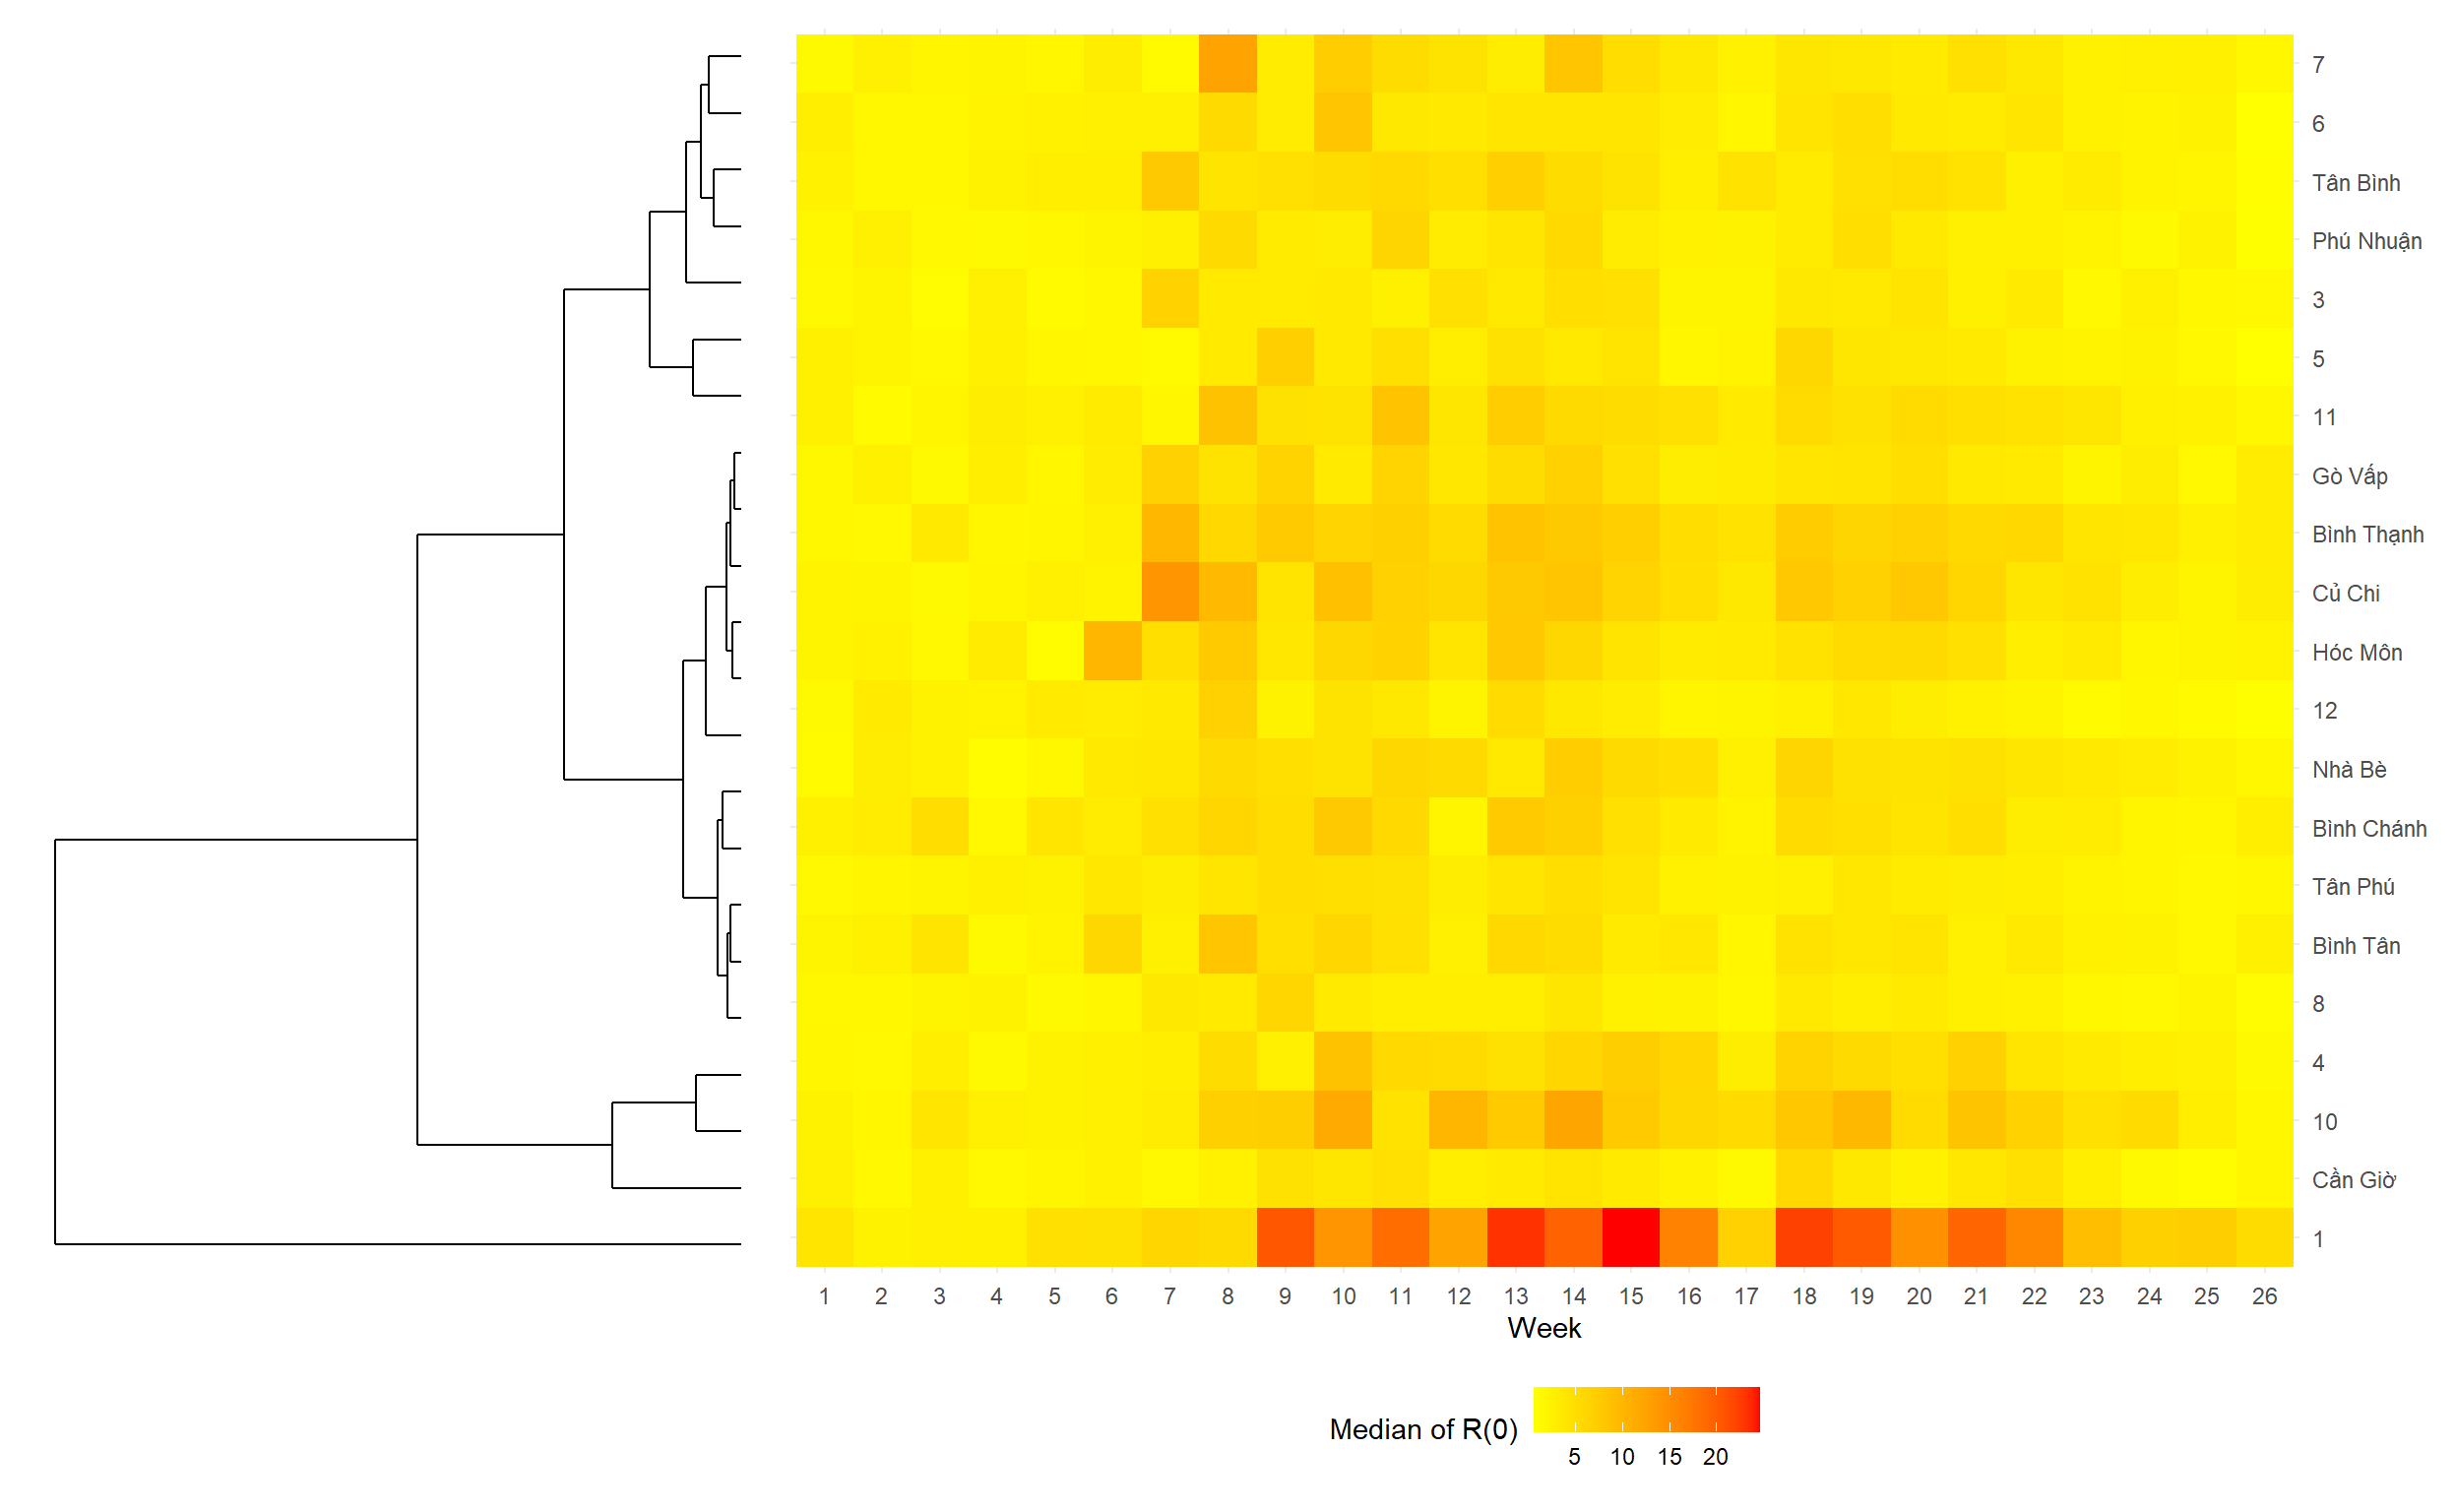 7
6
Tân Bình
Phú Nhuận
3
5
11
Gò Vấp
Bình Thạnh
Củ Chi
Hóc Môn
12
Nhà Bè
Bình Chánh
Tân Phú
Bình Tân
8
4
10
Cần Giờ
1
1 2 3 4 5 6 7 8 9 10 11 12 13 14 15 16 17 18 19 20 21 22 23 24 25 26
Week
Median of R(0)
5 10 15 20